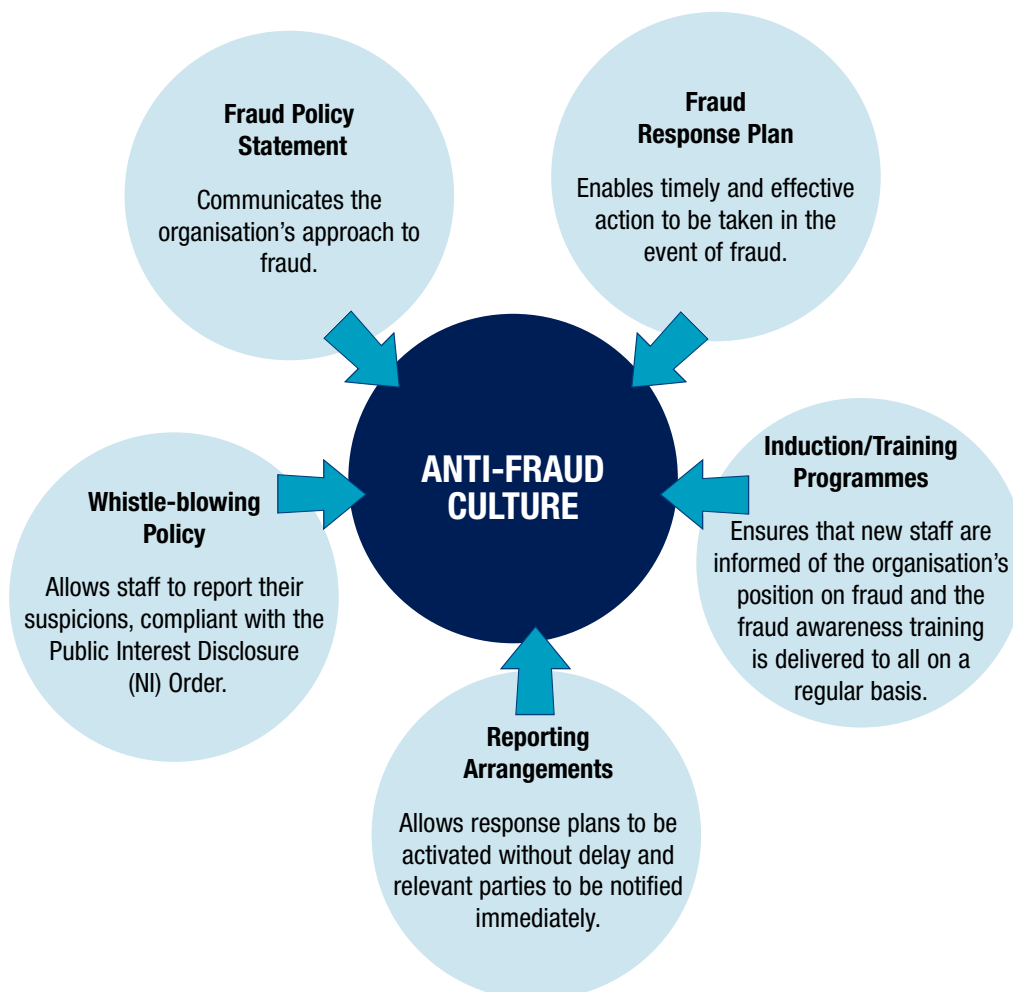 Fraud Policy
Statement
Communicates the
organisation’s approach to
fraud.
Fraud
Response Plan
Enables timely and effective
action to be taken in the
event of fraud.
ANTI-FRAUD
CULTURE
Whistle-blowing
Policy
Allows staff to report their
suspicions, compliant with the
Public Interest Disclosure
(NI) Order.
Induction/Training
Programmes
Ensures that new staff are
informed of the organisation’s
position on fraud and the
fraud awareness training
is delivered to all on a
regular basis.
Reporting
Arrangements
Allows response plans to be
activated without delay and
relevant parties to be notified
immediately.